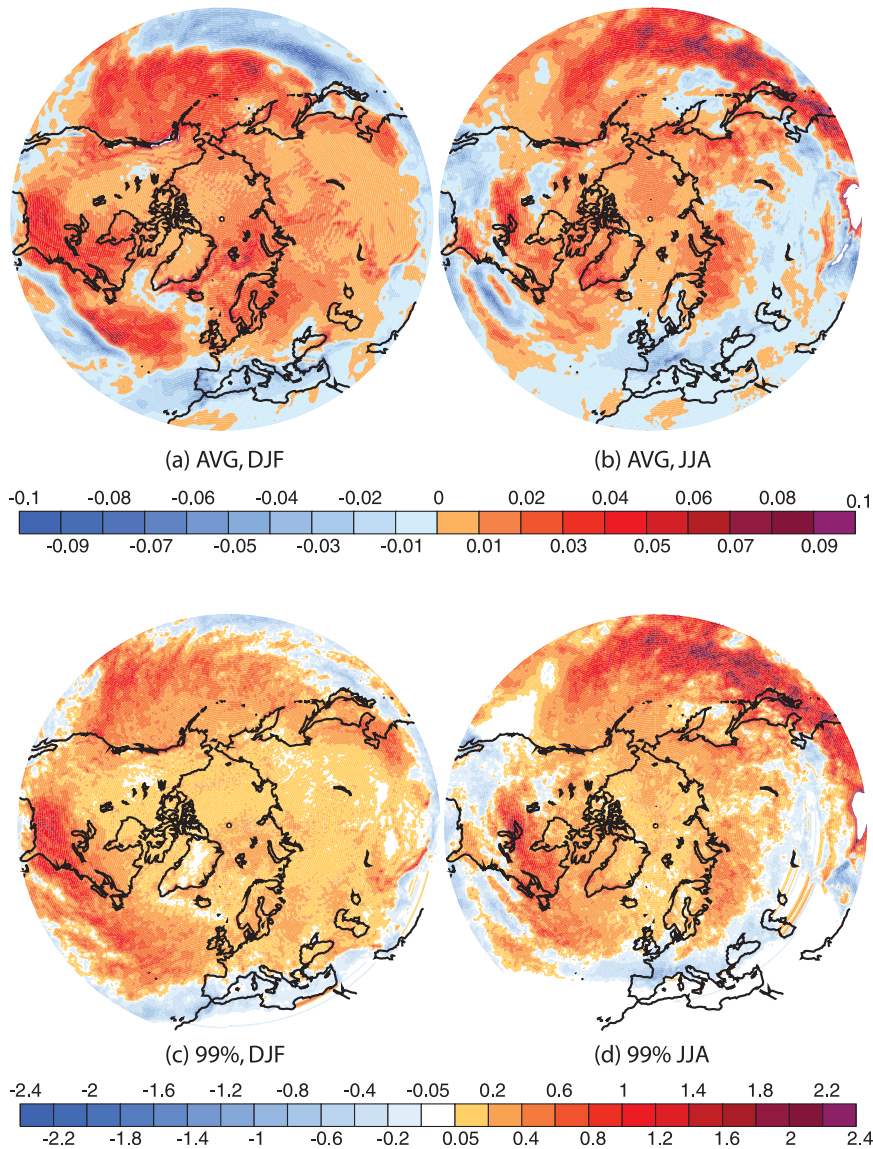 (a) AVG, DJF
(b) AVG, JJA
-0.1 -0.08 -0.06 -0.04 -0.02 0 0.02 0.04 0.06 0.08 0.1
-0.09 -0.07 -0.05 -0.03 -0.01 0.01 0.03 0.05 0.07 0.09
(c) 99%, DJF
(d) 99% JJA
-2.4 -2 -1.6 -1.2 -0.8 -0.4 -0.05 0.2 0.6 1 1.4 1.8 2.2
-2.2 -1.8 -1.4 -1 -0.6 -0.2 0.05 0.4 0.8 1.2 1.6 2 2.4